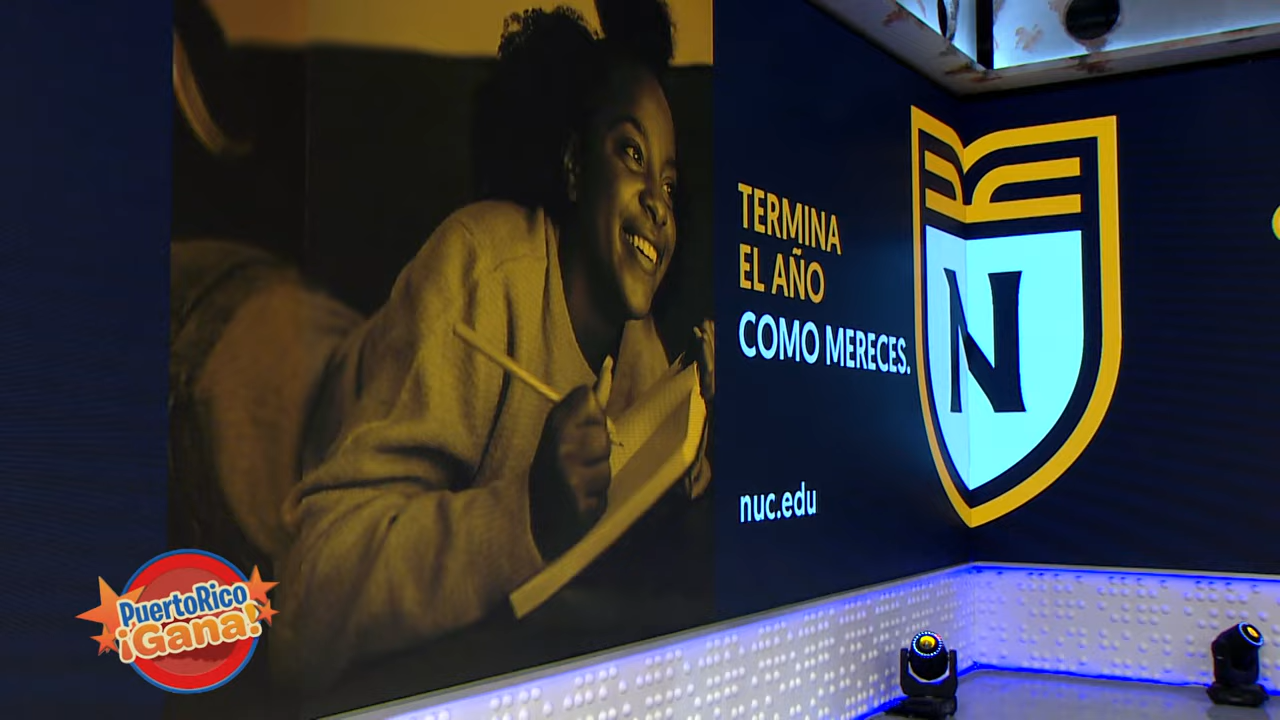 TERMINA
EL AÑO
COMO MERECES.
nuc.edu
N
PuertoRico
¡Gana!